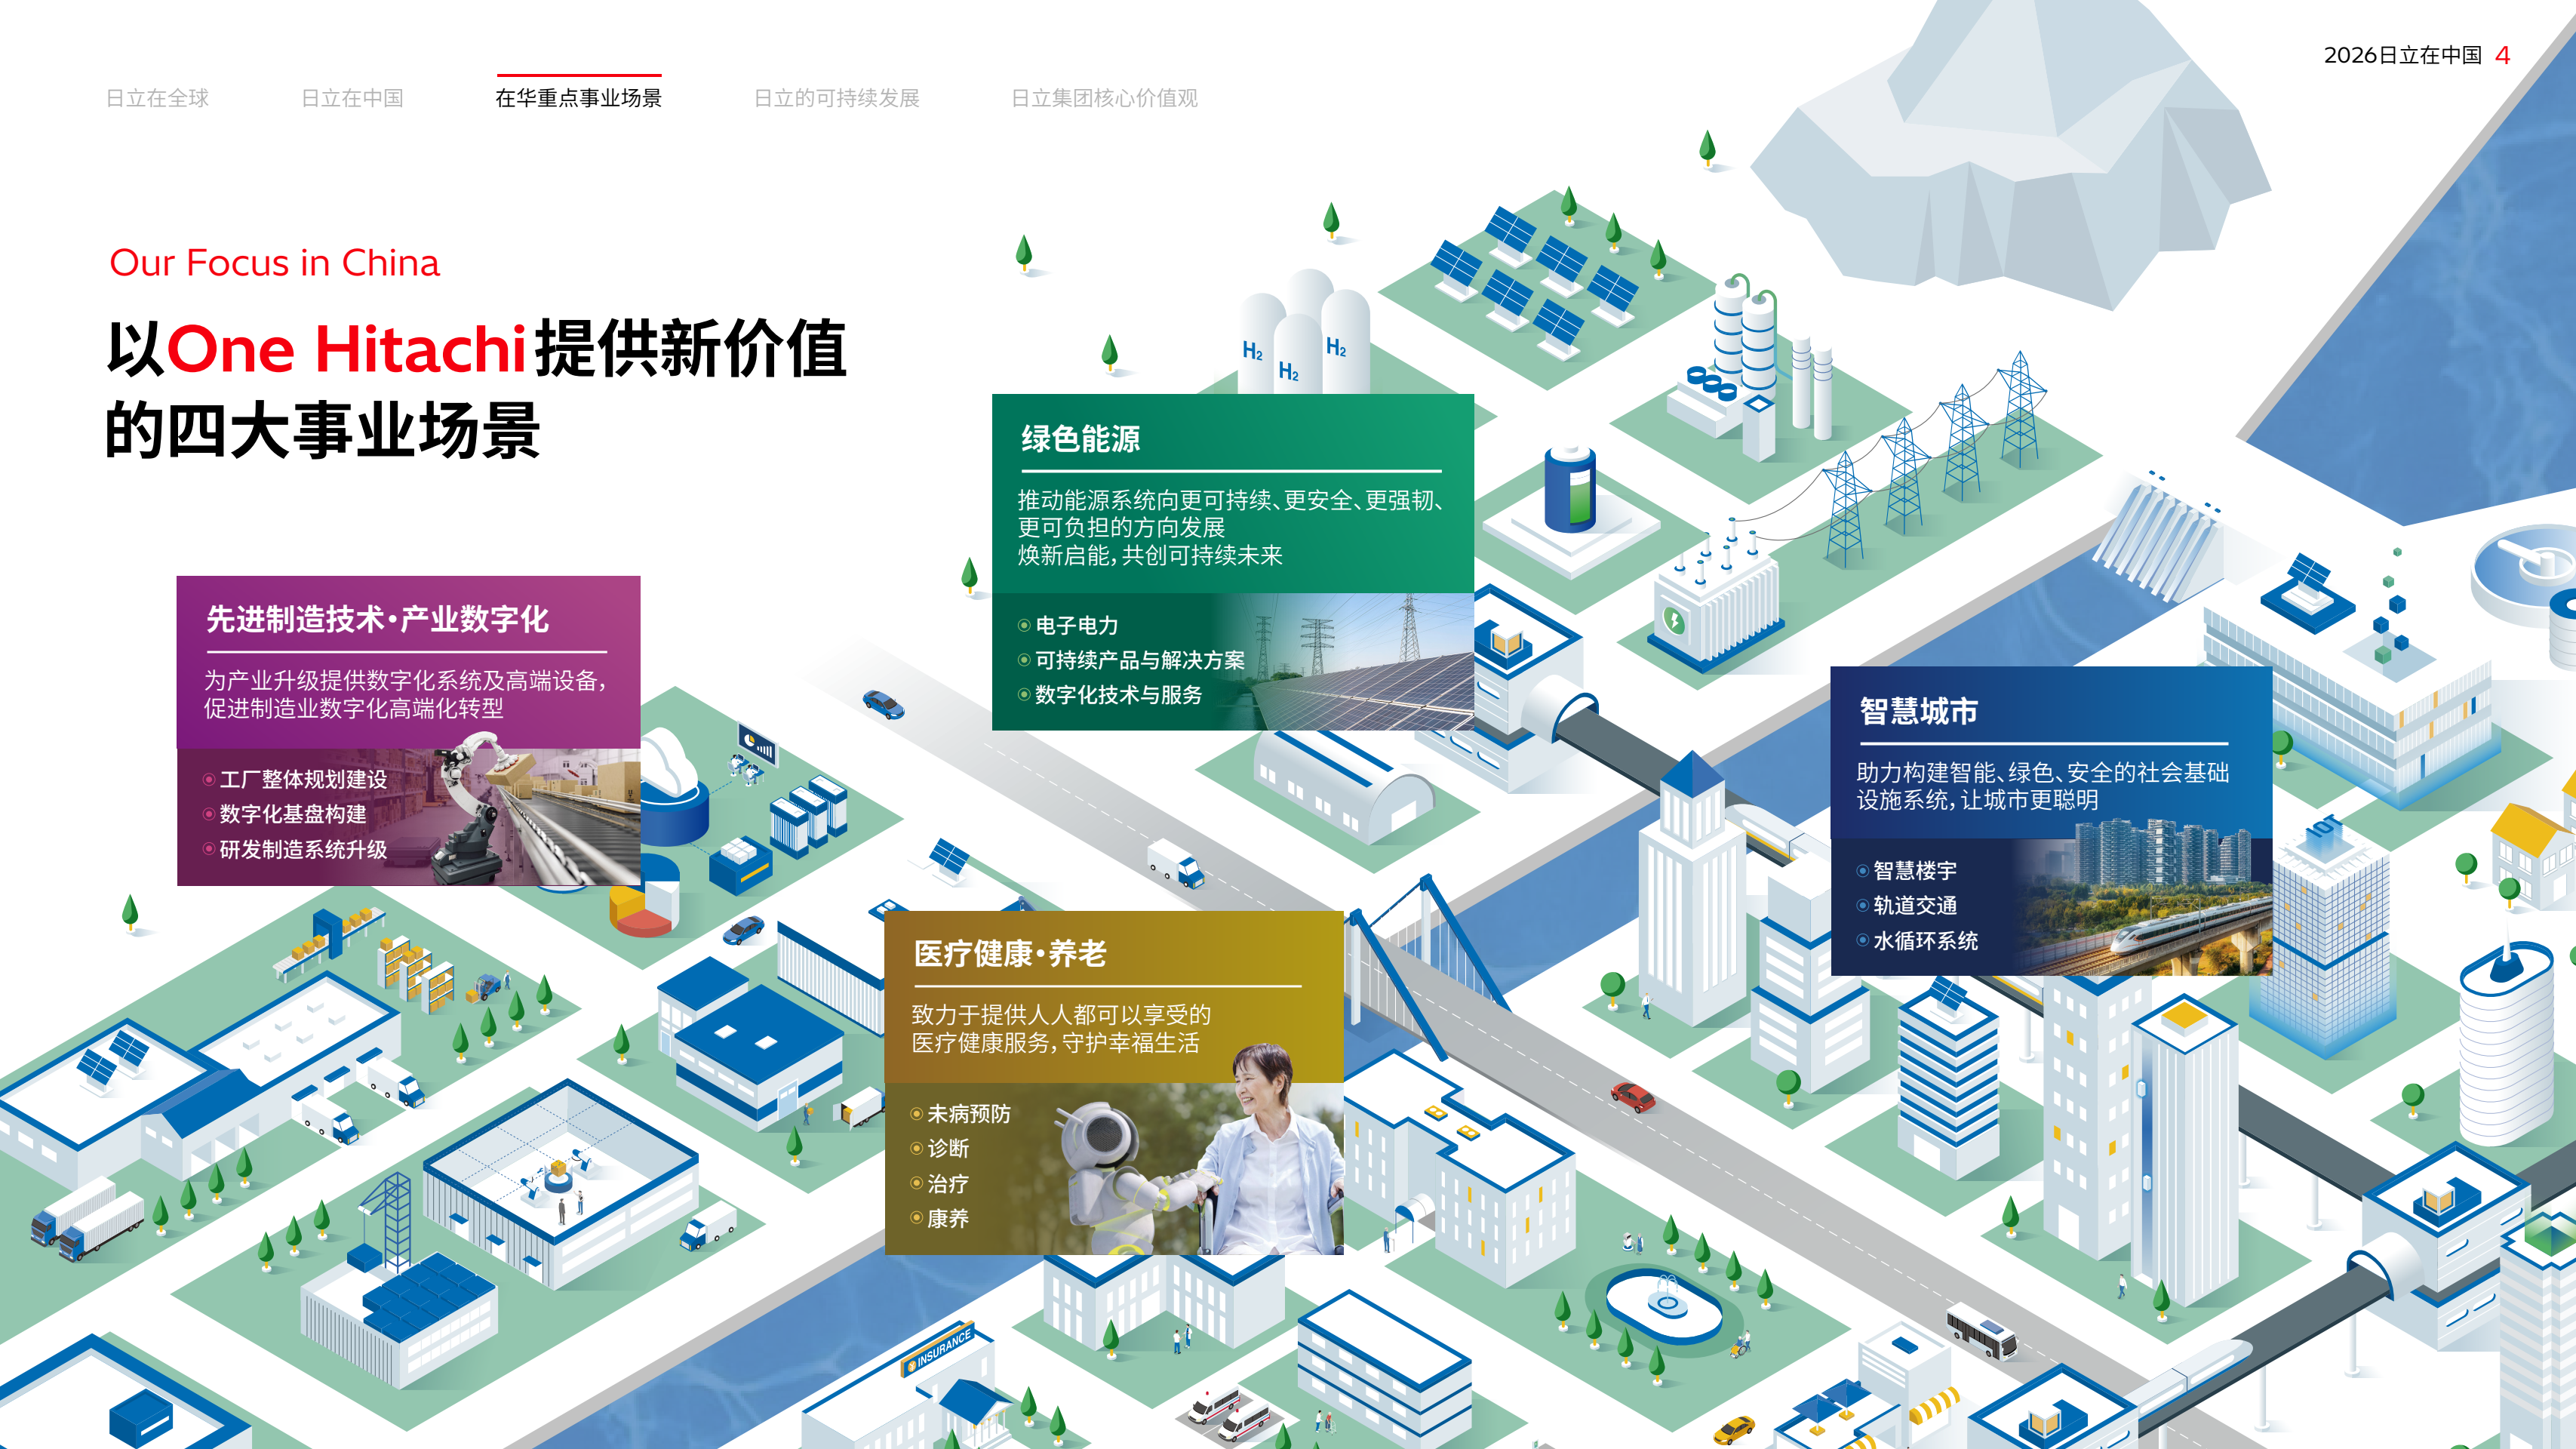 2026日立在中国 4
日立在全球
日立在中国
在华重点事业场景
日立的可持续发展
日立集团核心价值观
Our Focus in China
以One Hitachi提供新价值
的四大事业场景
H2
H2
H2
绿色能源
推动能源系统向更可持续、更安全、更强韧、
更可负担的方向发展
焕新启能，共创可持续未来
电子电力
可持续产品与解决方案
数字化技术与服务
先进制造技术·产业数字化
为产业升级提供数字化系统及高端设备，
促进制造业数字化高端化转型
工厂整体规划建设
数字化基盘构建
研发制造系统升级
智慧城市
助力构建智能、绿色、安全的社会基础
设施系统，让城市更聪明
智慧楼宇
轨道交通
水循环系统
IOT
医疗健康·养老
致力于提供人人都可以享受的
医疗健康服务，守护幸福生活
未病预防
诊断
治疗
康养
INSURANCE